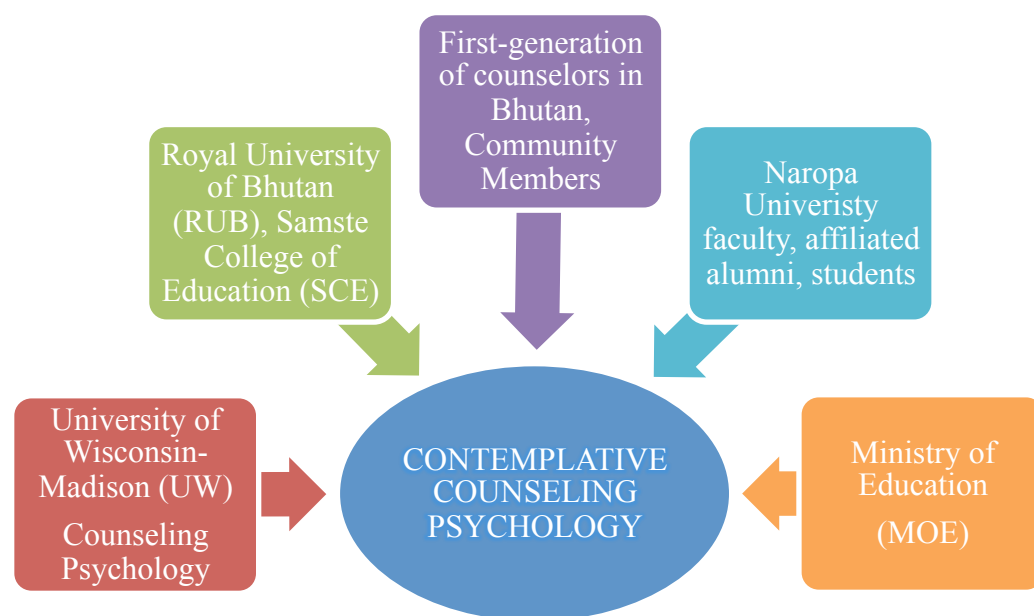 First-generation
of counselors in
Bhutan,
Community
Members
Royal University
of Bhutan
(RUB), Samste
College of
Education (SCE)
Naropa
Univeristy
faculty, affiliated
alumni, students
University of
Wisconsin-
Madison (UW)
Counseling
Psychology
CONTEMPLATIVE
COUNSELING
PSYCHOLOGY
Ministry of
Education
(MOE)